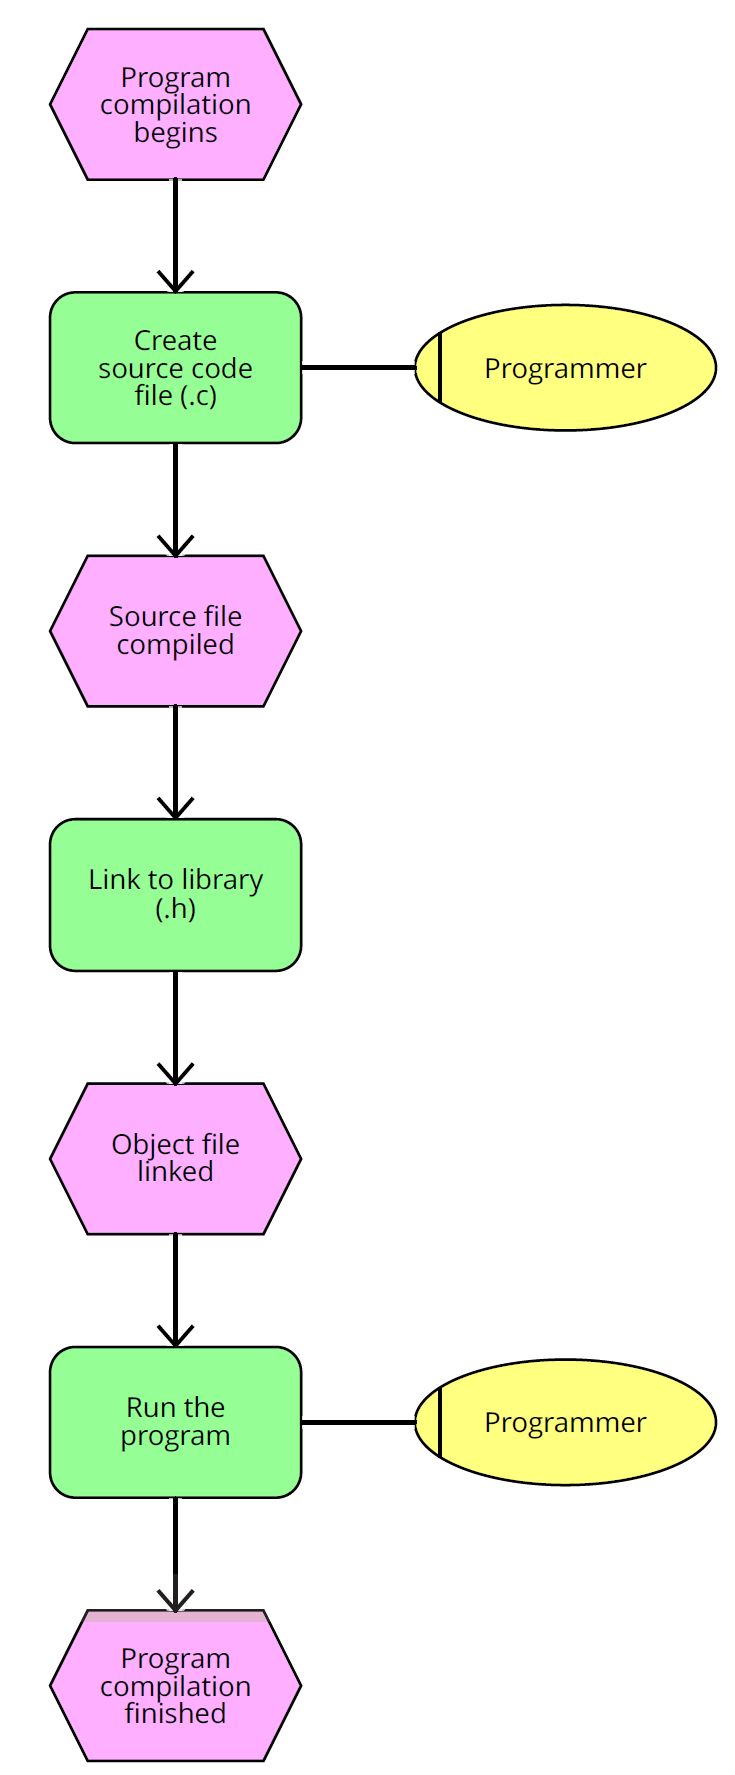 Program
compilation
begins
Create
source code
file (.c)
Programmer
Source file
compiled
Link to library
(.h)
Object file
linked
Run the
program
Programmer
Program
compilation
finished